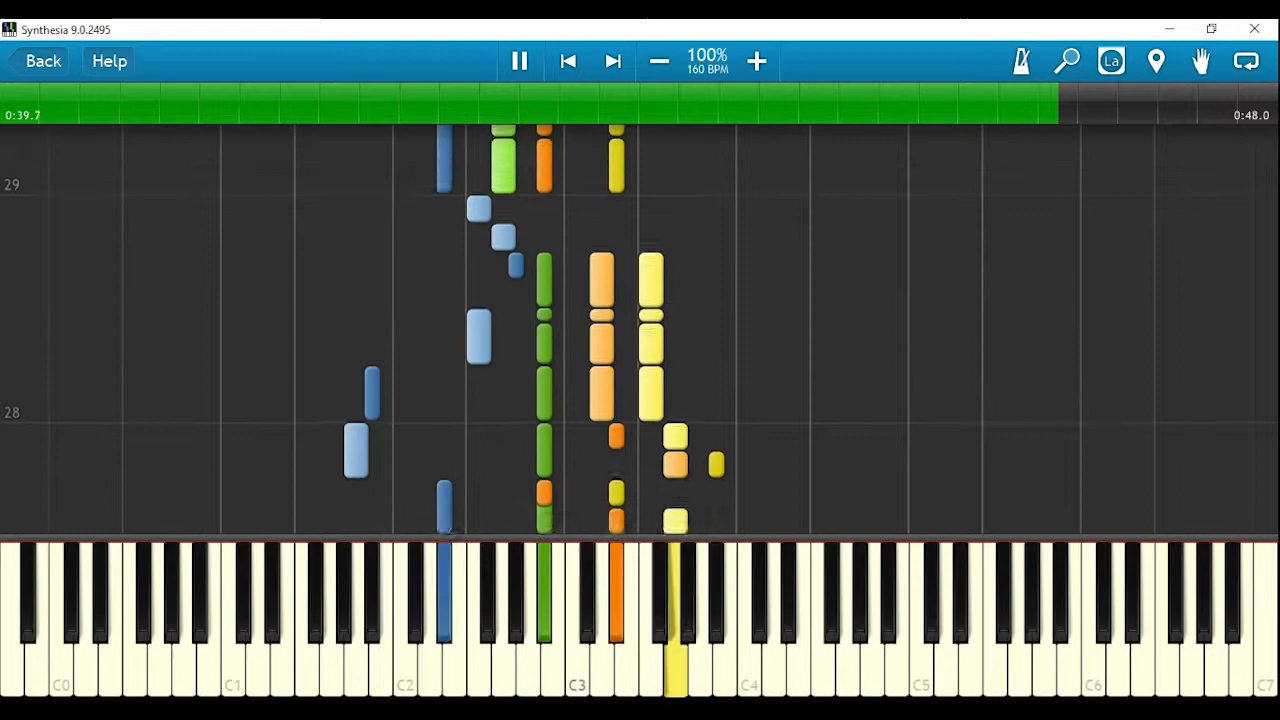 Synthesia 9.0.2495
Back Help 100% La
160 BPM
0:39.7 0:48.0
29
28
C0 C1 C2 C3 C4 C5 C6 C7